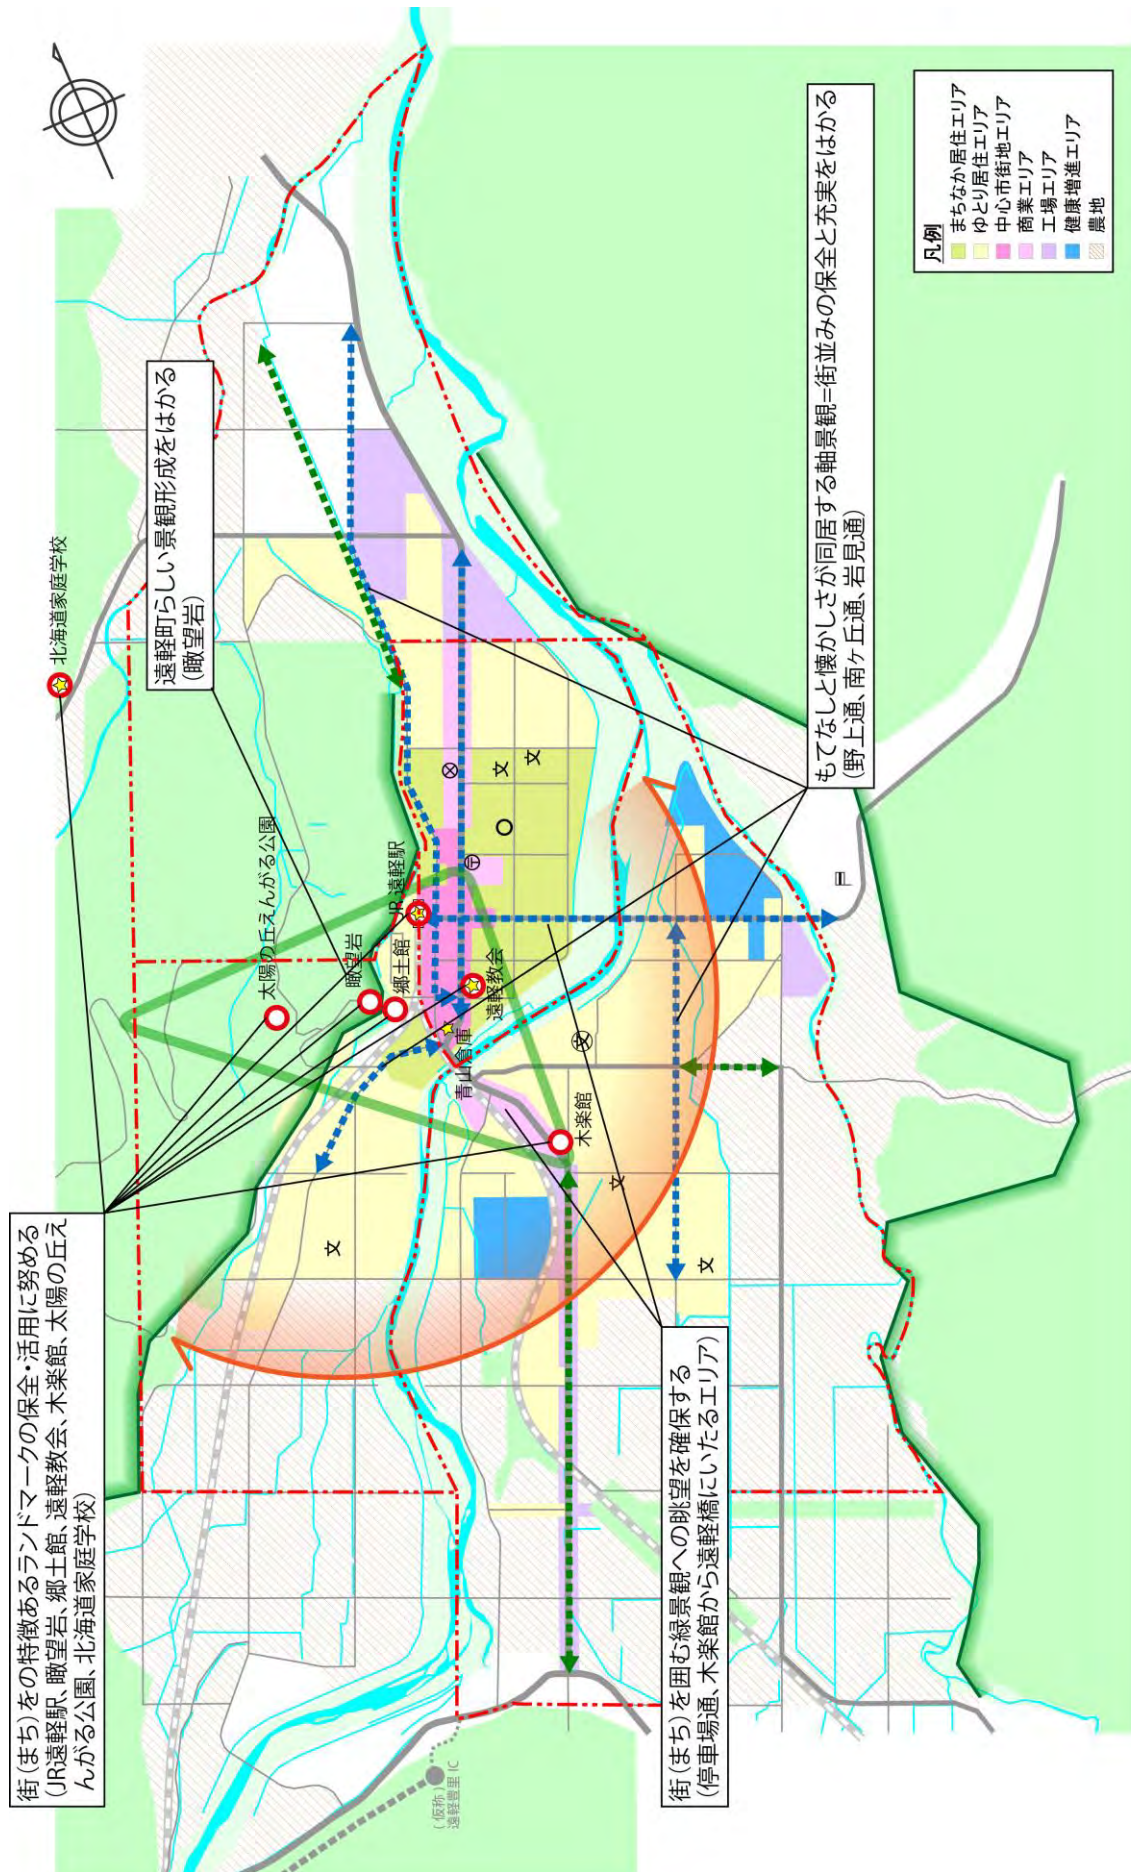 街(まち)をの特徴あるランドマークの保全・活用に努める
(JR遠軽駅、瞰望岩、郷土館、遠軽教会、木楽館、太陽の丘え
んがる公園、北海道家庭学校)
遠軽町らしい景観形成をはかる
(瞰望岩)
北海道家庭学校
太陽の丘えんがる公園
瞰望岩
郷土館
JR遠軽駅
遠軽教会
青山倉庫
木楽館
文
文
文
文
文
文
(仮称)
遠軽豊里IC
街(まち)を囲む緑景観への眺望を確保する
(停車場通、木楽館から遠軽橋にいたるエリア)
もてなしと懐かしさが同居する軸景観=街並みの保全と充実をはかる
(野上通、南ヶ丘通、岩見通)
凡例
まちなか居住エリア
ゆとり居住エリア
中心市街地エリア
商業エリア
工場エリア
健康増進エリア
農地